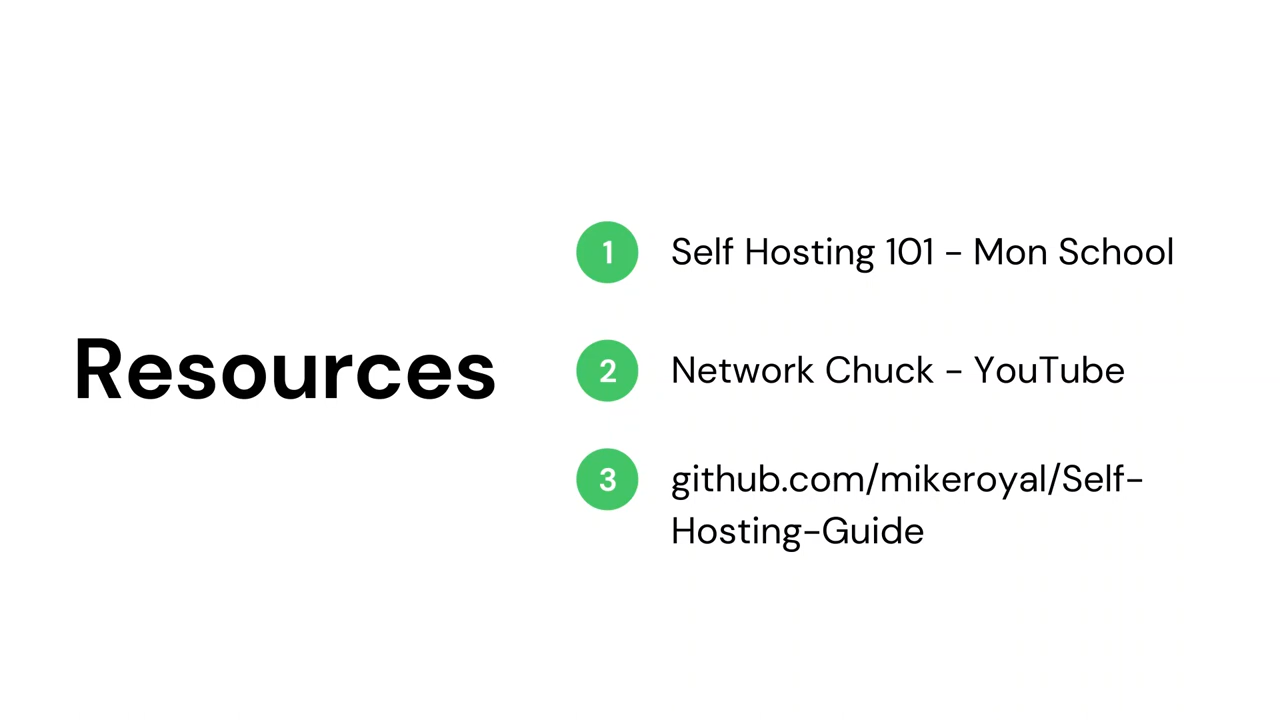 Resources
1 Self Hosting 101 - Mon School
2 Network Chuck - YouTube
3 github.com/mikeroyal/Self-
Hosting-Guide